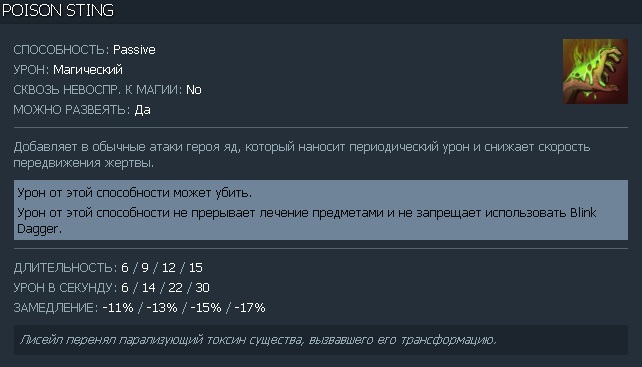 POISON STING
СПОСОБНОСТЬ: Passive
УРОН: Магический
СКВОЗЬ НЕВОСПР. К МАГИИ: No
МОЖНО РАЗВЕЯТЬ: Да
Добавляет в обычные атаки героя яд, который наносит периодический урон и снижает скорость
передвижения жертвы.
Урон от этой способности может убить.
Урон от этой способности не прерывает лечение предметами и не запрещает использовать Blink
Dagger.
ДЛИТЕЛЬНОСТЬ: 6 / 9 / 12 / 15
УРОН В СЕКУНДУ: 6 / 14 / 22 / 30
ЗАМЕДЛЕНИЕ: -11% / -13% / -15% / -17%
Лисейл перенял парализующий токсин существа, вызвавшего его трансформацию.